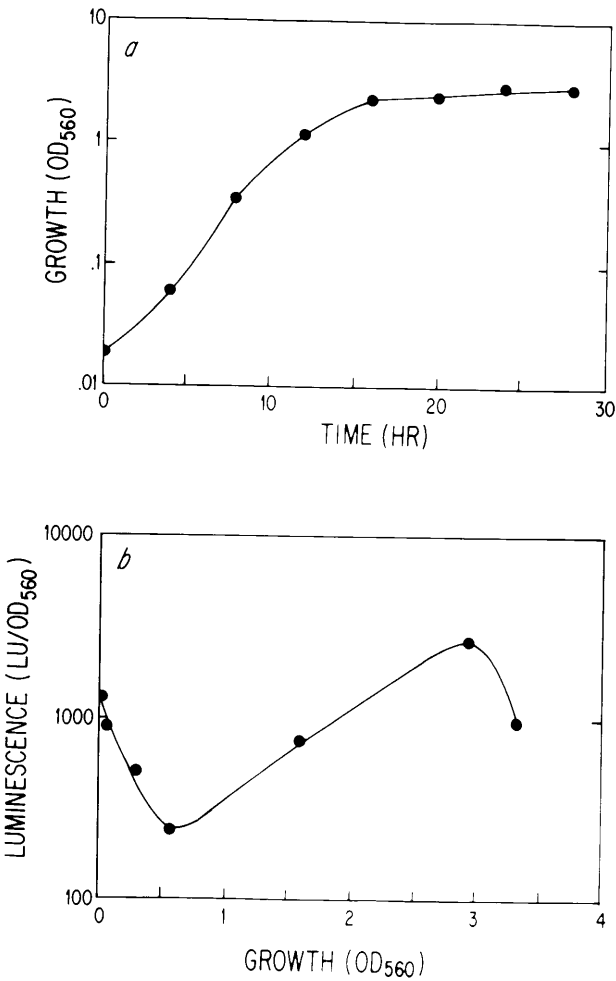 a
GROWTH (OD560)
10
1
.1
.01
0
10
20
30
TIME (HR)
b
LUMINESCENCE (LU/OD560)
10000
1000
100
0
1
2
3
4
GROWTH (OD560)